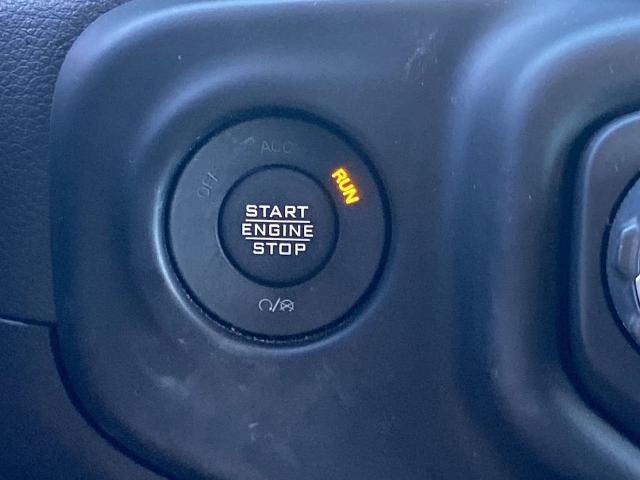 ACC
OFF
RUN
START
ENGINE
STOP